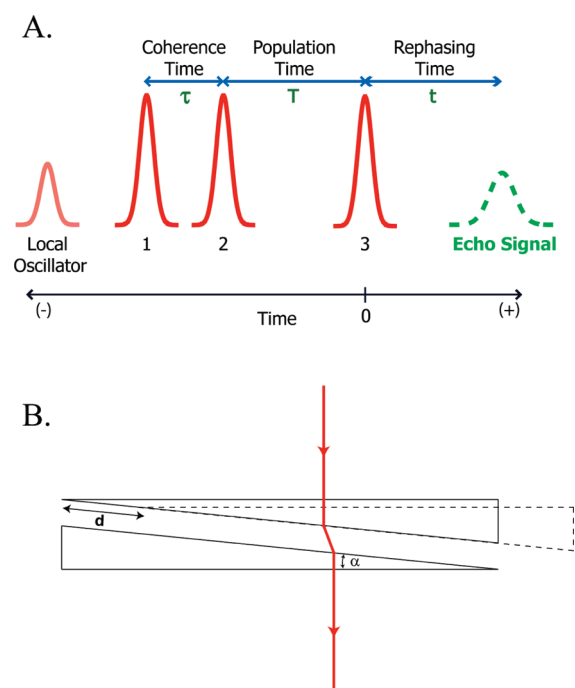 A.
Coherence Time
Population Time
Rephasing Time
τ
T
t
Local Oscillator
1
2
3
Echo Signal
(-)
Time
0
(+)
B.
d
α